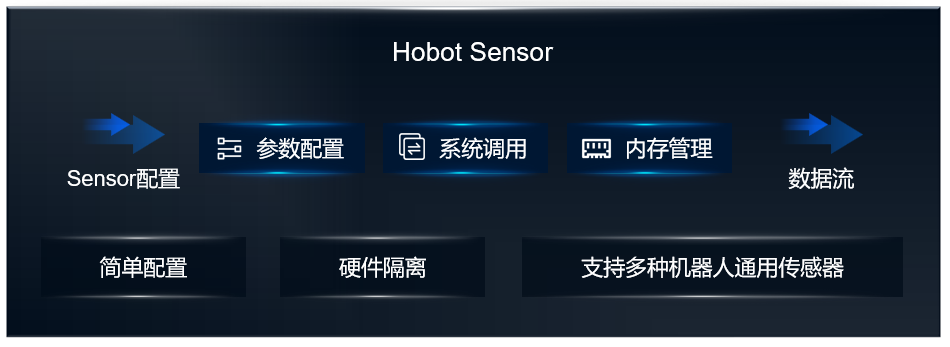 Hobot Sensor
Sensor配置
参数配置
系统调用
内存管理
数据流
简单配置
硬件隔离
支持多种机器人通用传感器